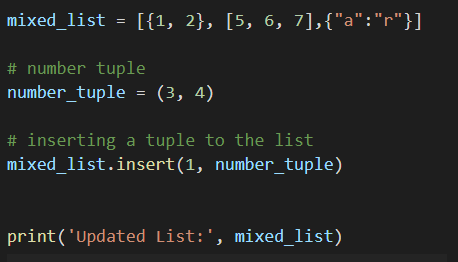 mixed_list = [{1, 2}, [5, 6, 7],{"a":"r"}]
# number tuple
number_tuple = (3, 4)
# inserting a tuple to the list
mixed_list.insert(1, number_tuple)
print('Updated List:', mixed_list)